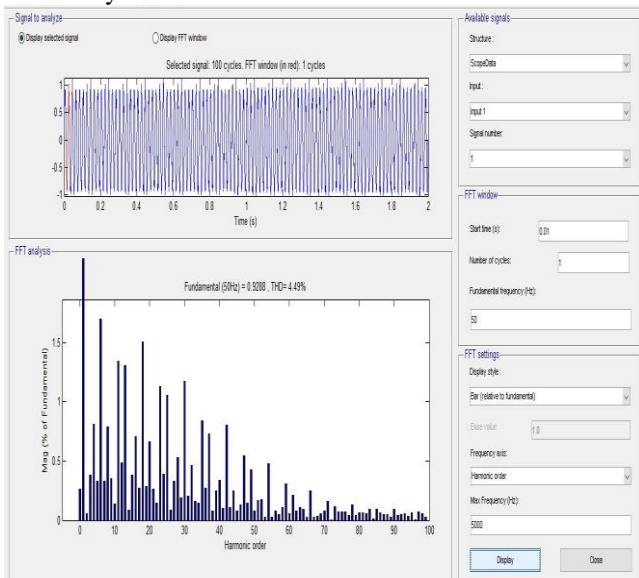 Signal to analyze
Display selected signal
Display FFT window
Selected signal: 100 cycles. FFT window (in red): 1 cycles
1
0.5
0
-0.5
-1
0 0.2 0.4 0.6 0.8 1 1.2 1.4 1.6 1.8 2
Time (s)
FFT analysis
Fundamental (50Hz) = 0.9288 , THD= 4.49%
Mag (% of Fundamental)
1.5
1
0.5
0
0 10 20 30 40 50 60 70 80 90 100
Harmonic order
Available signals
Structure :
ScopeData
Input :
input 1
Signal number:
1
FFT window
Start time (s):
0.01
Number of cycles:
1
Fundamental frequency (Hz):
50
FFT settings
Display style :
Bar (relative to fundamental)
Base value:
1.0
Frequency axis:
Harmonic order
Max Frequency (Hz):
5000
Display
Close